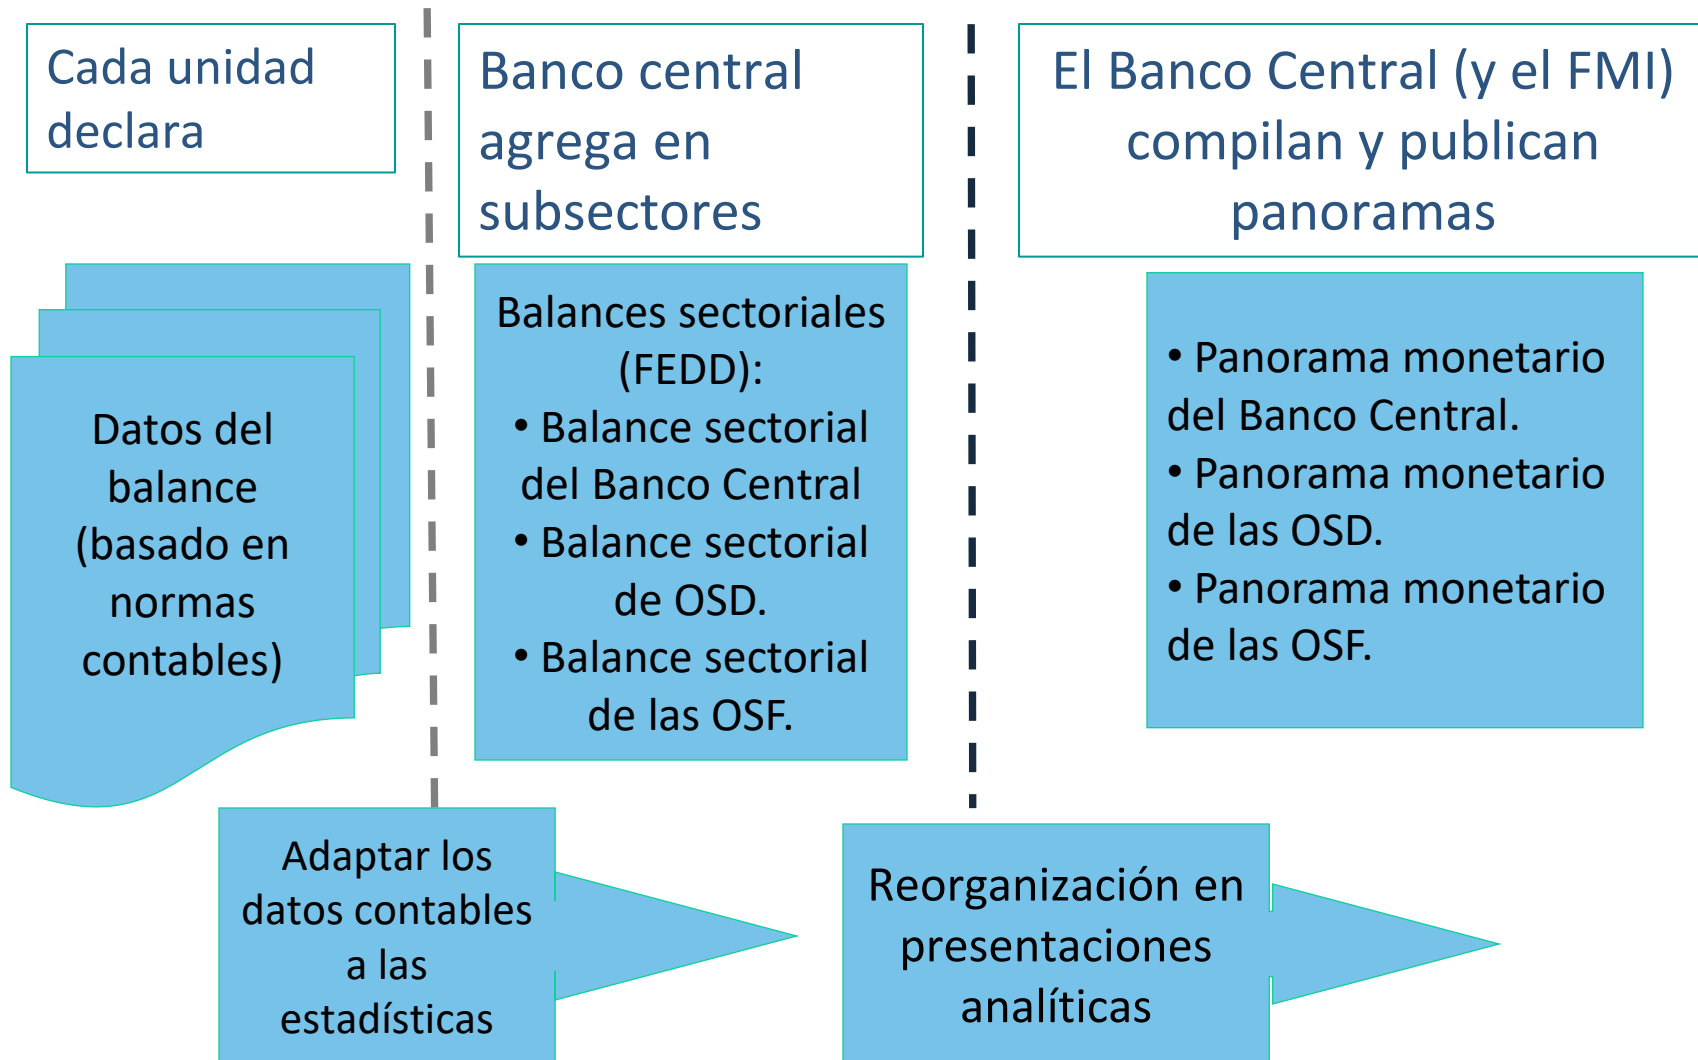 Cada unidad
declara
Banco central
agrega en
subsectores
El Banco Central (y el FMI)
compilan y publican
panoramas
Datos del
balance
(basado en
normas
contables)
Balances sectoriales
(FEDD):
• Balance sectorial
del Banco Central
• Balance sectorial
de OSD.
• Balance sectorial
de las OSF.
• Panorama monetario
del Banco Central.
• Panorama monetario
de las OSD.
• Panorama monetario
de las OSF.
Adaptar los
datos contables
a las
estadísticas
Reorganización en
presentaciones
analíticas